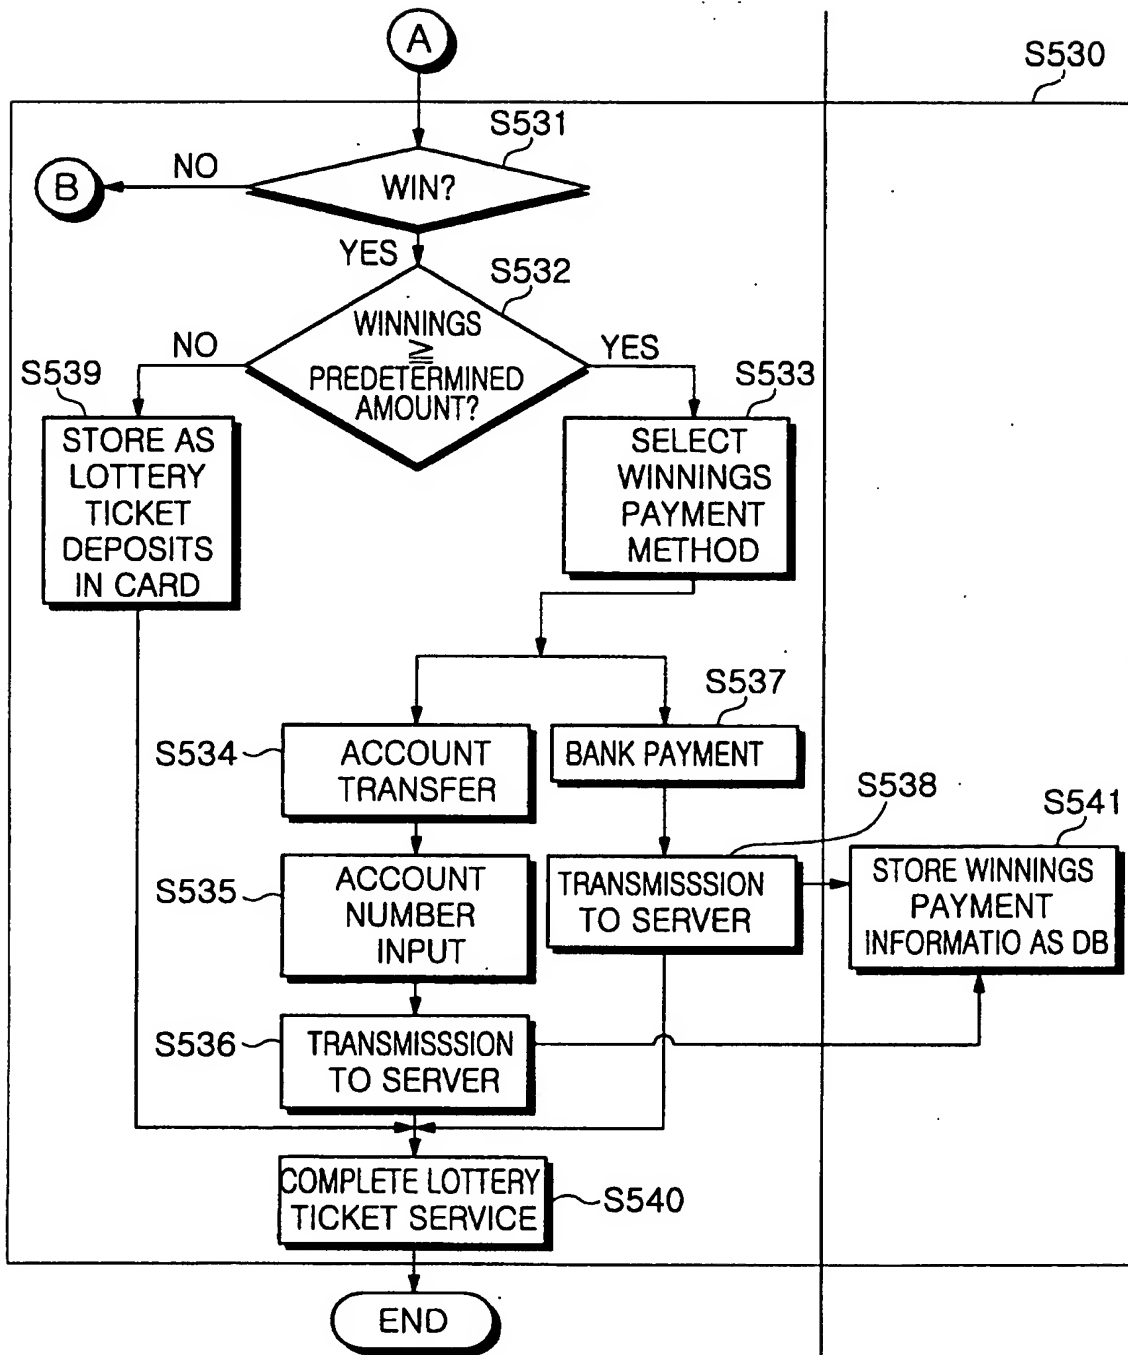 A
S530
S531
B
NO
WIN?
YES
S532
WINNINGS
≧
PREDETERMINED
AMOUNT?
NO
YES
S539
STORE AS
LOTTERY
TICKET
DEPOSITS
IN CARD
S533
SELECT
WINNINGS
PAYMENT
METHOD
S534
ACCOUNT
TRANSFER
S537
BANK PAYMENT
S535
ACCOUNT
NUMBER
INPUT
S538
TRANSMISSSION
TO SERVER
S541
STORE WINNINGS
PAYMENT
INFORMATIO AS DB
S536
TRANSMISSSION
TO SERVER
COMPLETE LOTTERY
TICKET SERVICE
S540
END